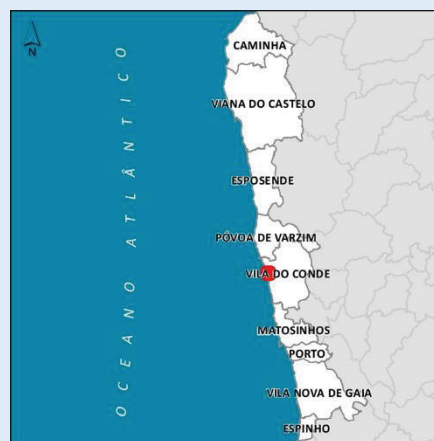 N
CAMINHA
VIANA DO CASTELO
ESPOSENDE
PÓVOA DE VARZIM
VILA DO CONDE
MATOSINHOS
PORTO
VILA NOVA DE GAIA
ESPINHO
OCEANO ATLÂNTICO